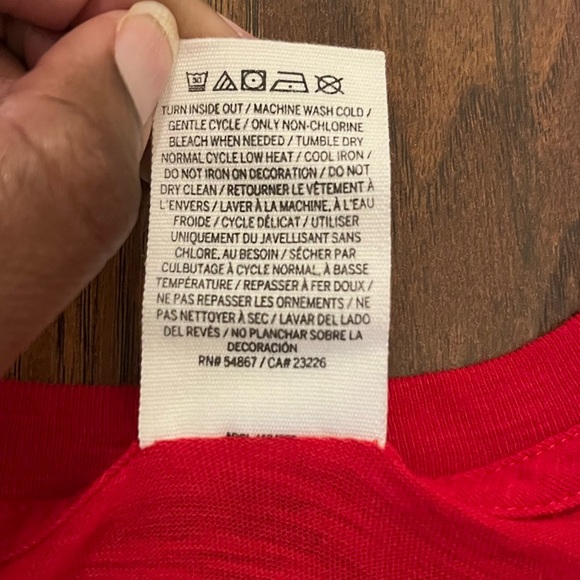 TURN INSIDE OUT / MACHINE WASH COLD /
GENTLE CYCLE / ONLY NON-CHLORINE
BLEACH WHEN NEEDED / TUMBLE DRY
NORMAL CYCLE LOW HEAT / COOL IRON /
DO NOT IRON ON DECORATION / DO NOT
DRY CLEAN / RETOURNER LE VÊTEMENT À
L'ENVERS / LAVER À LA MACHINE, À L'EAU
FROIDE / CYCLE DÉLICAT / UTILISER
UNIQUEMENT DU JAVELLISANT SANS
CHLORE, AU BESOIN / SÉCHER PAR
CULBUTAGE À CYCLE NORMAL, À BASSE
TEMPÉRATURE / REPASSER À FER DOUX /
NE PAS REPASSER LES ORNEMENTS / NE
PAS NETTOYER À SEC / LAVAR DEL LADO
DEL REVÉS / NO PLANCHAR SOBRE LA
DECORACIÓN
RN# 54867 / CA# 23226